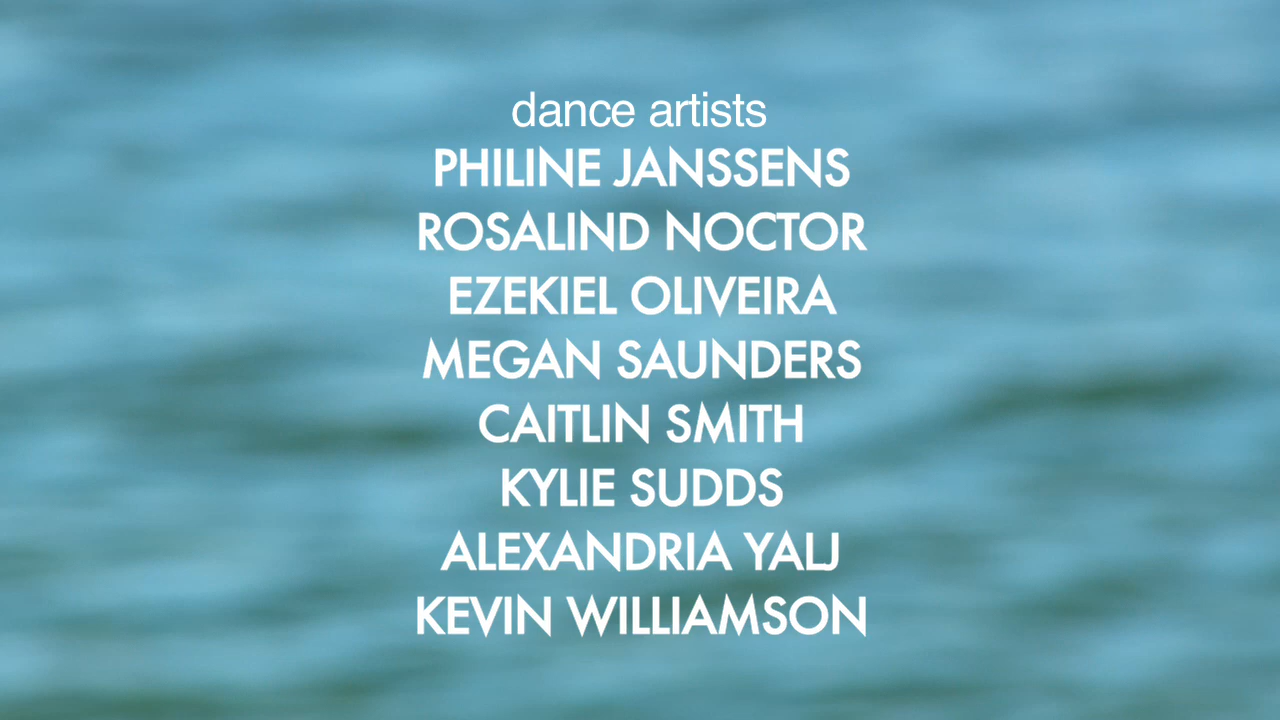 dance artists
PHILINE JANSSENS
ROSALIND NOCTOR
EZEKIEL OLIVEIRA
MEGAN SAUNDERS
CAITLIN SMITH
KYLIE SUDDS
ALEXANDRIA YALJ
KEVIN WILLIAMSON